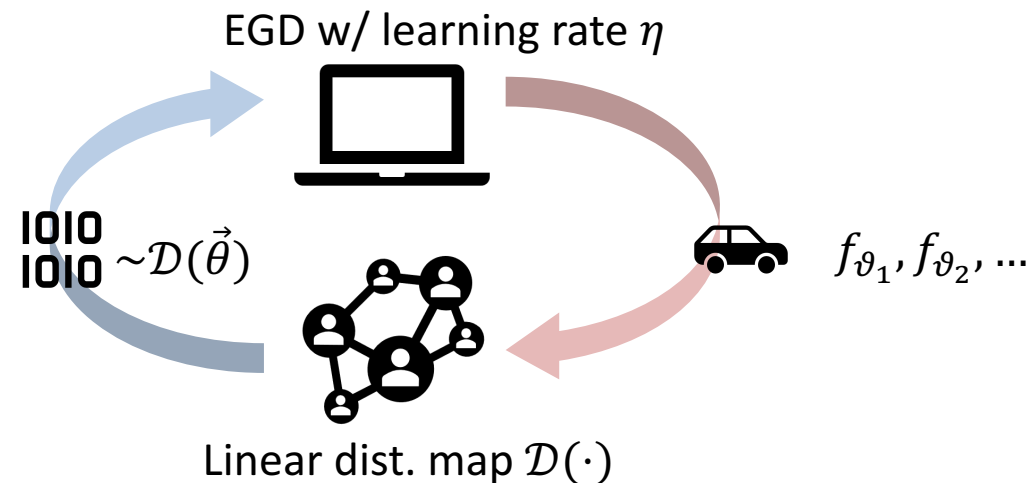 EGD w/ learning rate η
1010
1010
~𝒟(θ⃗)
f_{ϑ₁}, f_{ϑ₂}, ...
Linear dist. map 𝒟(·)